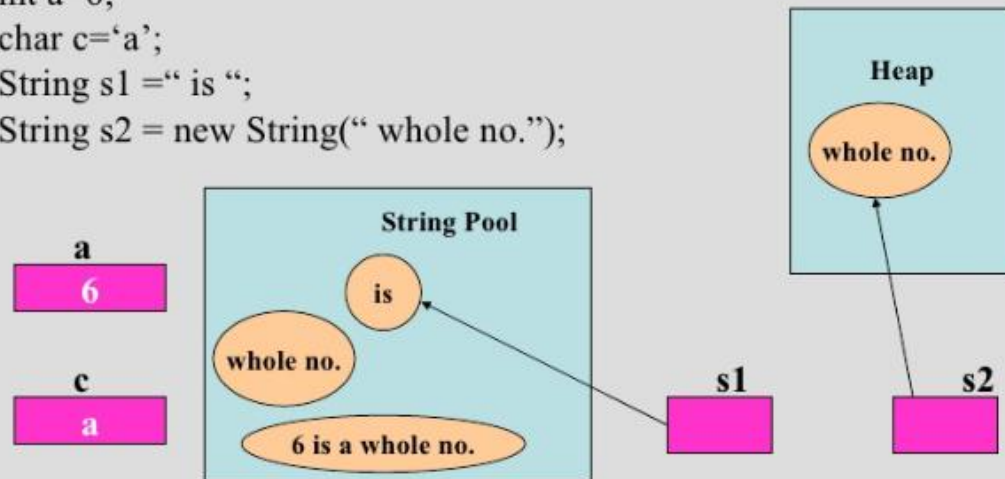 char c=‘a’;
String s1 =“ is “;
String s2 = new String(“ whole no.”);
Heap
whole no.
String Pool
a
6
is
whole no.
c
a
s1
s2
6 is a whole no.